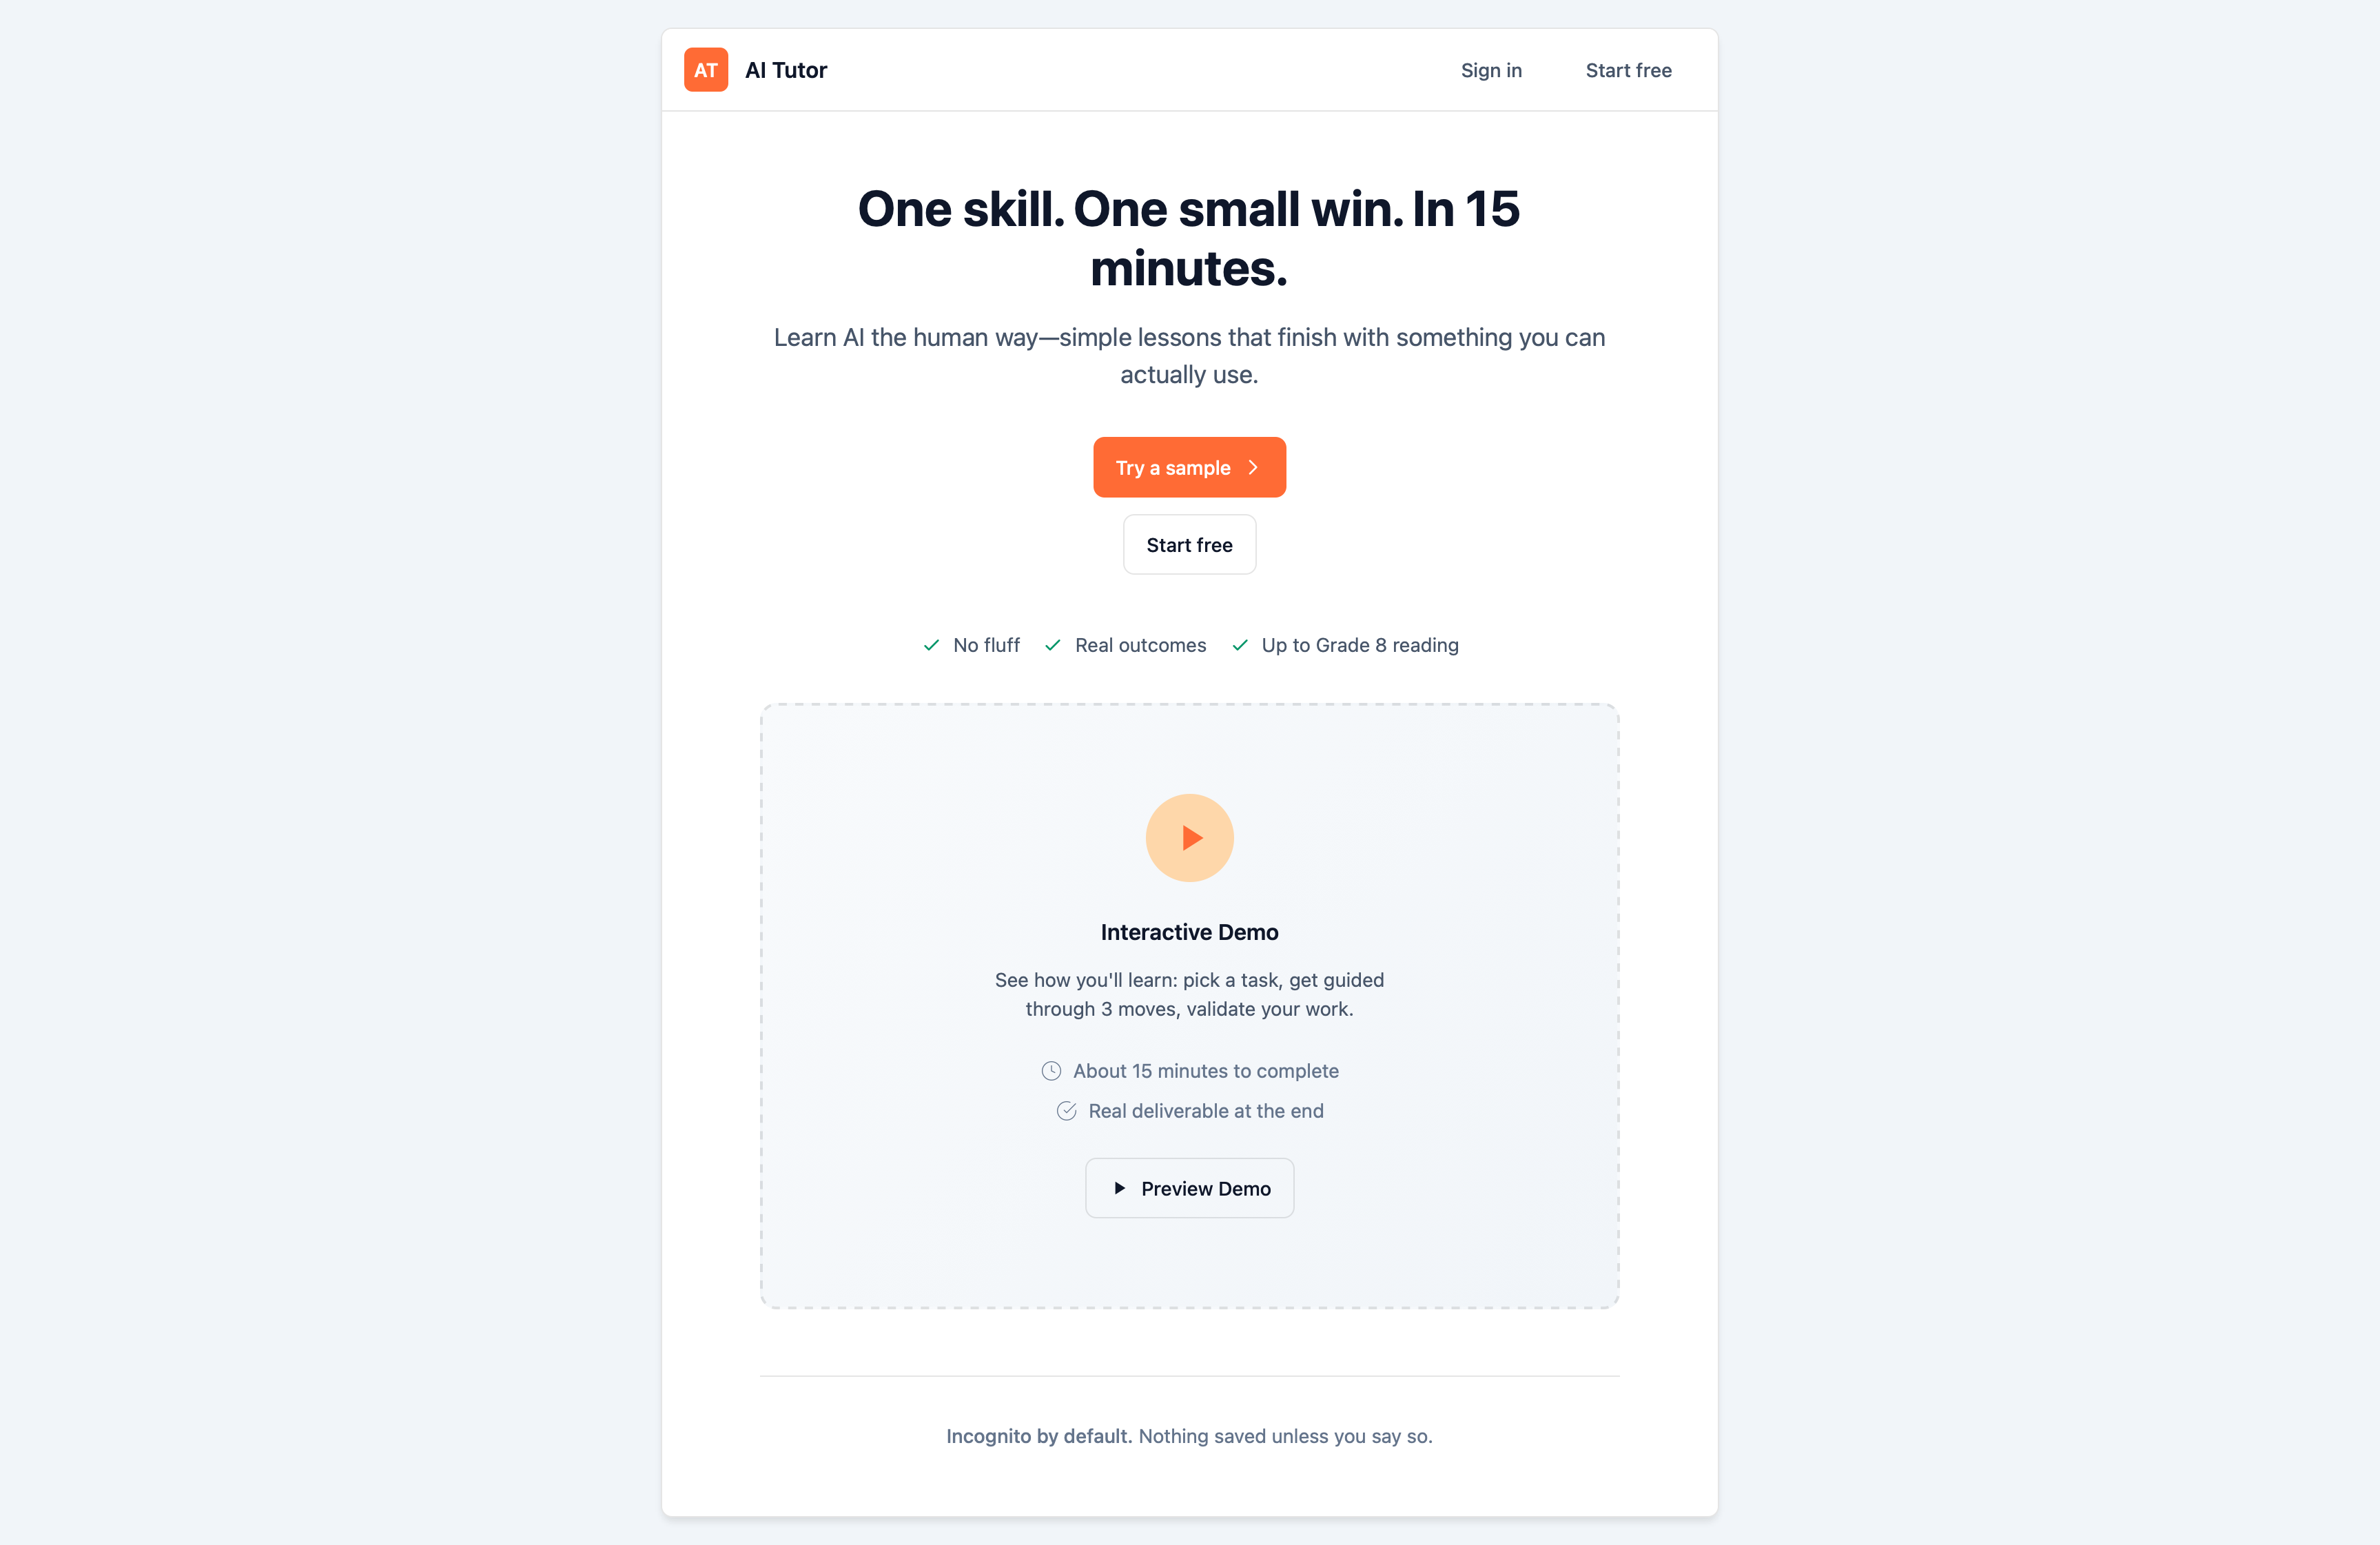 AT
AI Tutor
Sign in
Start free
One skill. One small win. In 15
minutes.
Learn AI the human way—simple lessons that finish with something you can
actually use.
Try a sample
Start free
No fluff
Real outcomes
Up to Grade 8 reading
Interactive Demo
See how you'll learn: pick a task, get guided
through 3 moves, validate your work.
About 15 minutes to complete
Real deliverable at the end
Preview Demo
Incognito by default. Nothing saved unless you say so.